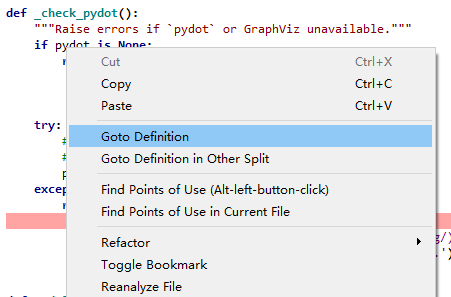 def _check_pydot():
"""Raise errors if `pydot` or GraphViz unavailable."""
if pydot is None:
Cut Ctrl+X
Copy Ctrl+C
Paste Ctrl+V
try:
Goto Definition
#
Goto Definition in Other Split
#
Find Points of Use (Alt-left-button-click)
Find Points of Use in Current File
Refactor
Toggle Bookmark
Reanalyze File